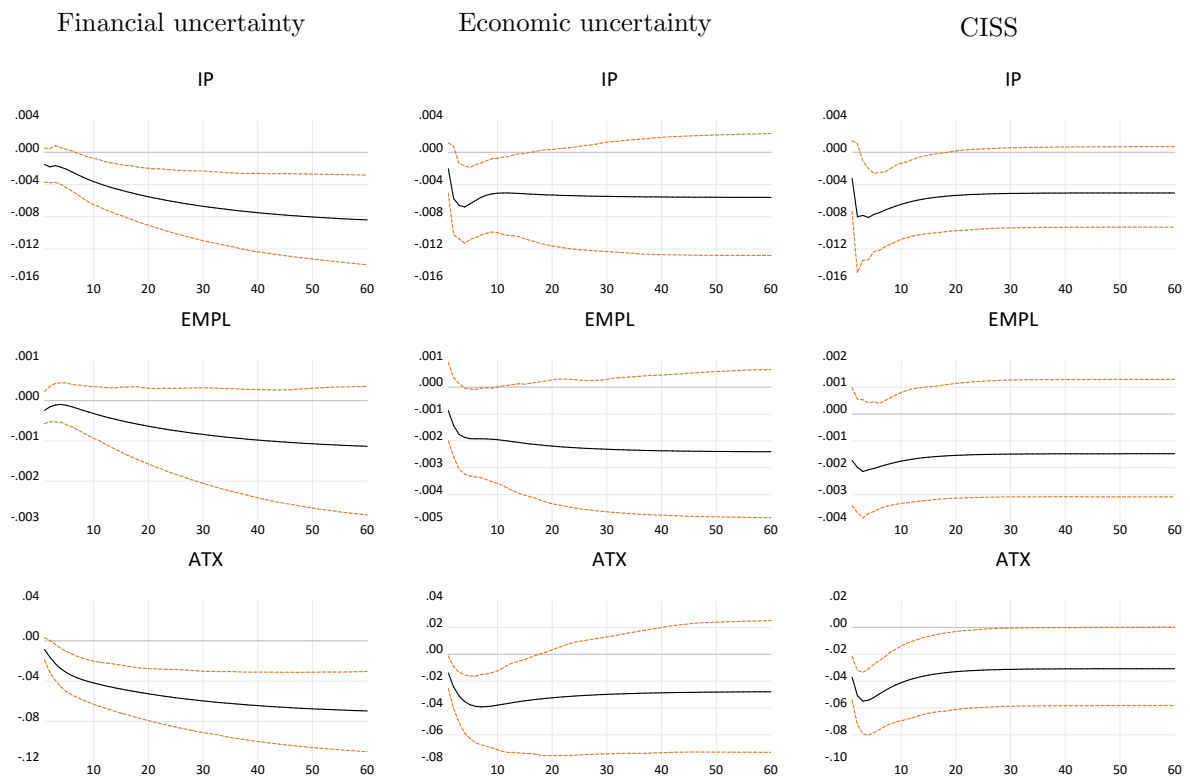 Financial uncertainty Economic uncertainty CISS
IP IP IP
.004 .004 .004
.000 .000 .000
-.004 -.004 -.004
-.008 -.008 -.008
-.012 -.012 -.012
-.016 -.016 -.016
10 20 30 40 50 60 10 20 30 40 50 60 10 20 30 40 50 60
EMPL EMPL EMPL
.001 .001 .002
.000 .000 .001
-.001 -.001 .000
-.002 -.002 -.001
-.003 -.003 -.002
-.004 -.003
-.005 -.004
10 20 30 40 50 60 10 20 30 40 50 60 10 20 30 40 50 60
ATX ATX ATX
.04 .04 .02
.00 .02 .00
-.04 .00 -.02
-.08 -.02 -.04
-.12 -.04 -.06
-.06 -.08
-.08 -.10
10 20 30 40 50 60 10 20 30 40 50 60 10 20 30 40 50 60